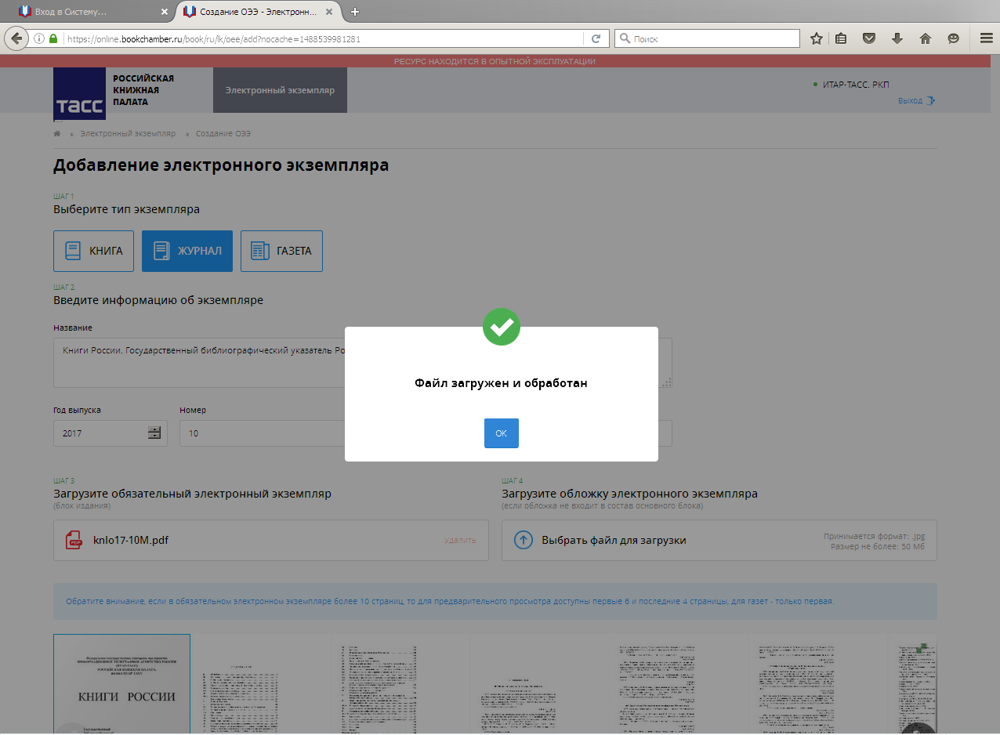 Вход в Систему...
Создание ОЭЭ - Электронн...
https://online.bookchamber.ru/book/ru/lk/oee/add?nocache=1488539981281
Поиск
РЕСУРС НАХОДИТСЯ В ОПЫТНОЙ ЭКСПЛУАТАЦИИ
ТАСС
РОССИЙСКАЯ
КНИЖНАЯ
ПАЛАТА
Электронный экземпляр
ИТАР-ТАСС. РКП
Выход
Электронный экземпляр
Создание ОЭЭ
Добавление электронного экземпляра
ШАГ 1
Выберите тип экземпляра
КНИГА
ЖУРНАЛ
ГАЗЕТА
ШАГ 2
Введите информацию об экземпляре
Название
Книги России. Государственный библиографический указатель Ро
Файл загружен и обработан
OK
Год выпуска
Номер
2017
10
ШАГ 3
Загрузите обязательный электронный экземпляр
(блок издания)
PDF
knlo17-10M.pdf
Удалить
ШАГ 4
Загрузите обложку электронного экземпляра
(если обложка не входит в состав основного блока)
Выбрать файл для загрузки
Принимается формат: .jpg
Размер не более: 50 Мб
Обратите внимание, если в обязательном электронном экземпляре более 10 страниц, то для предварительного просмотра доступны первые 6 и последние 4 страницы, для газет - только первая.
КНИГИ РОССИИ